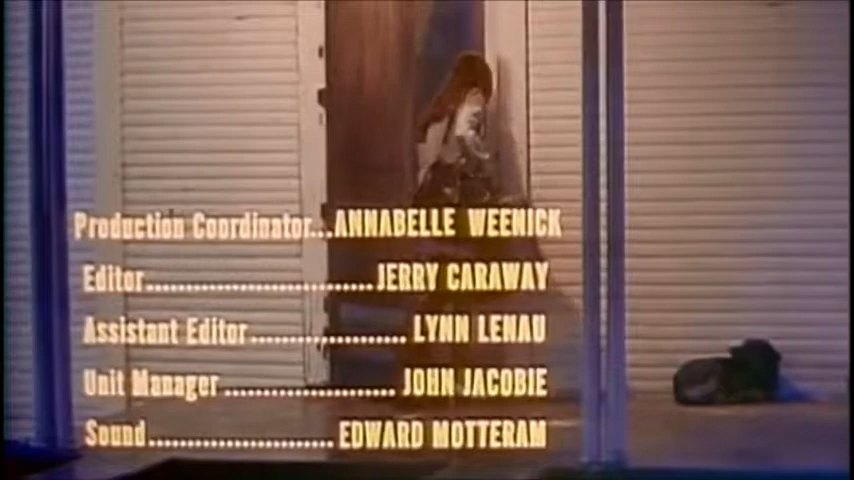 Production Coordinator...ANNABELLE WEENICK
Editor.........................JERRY CARAWAY
Assistant Editor.................. LYNN LENAU
Unit Manager.................... JOHN JACOBIE
Sound......................EDWARD MOTTERAM